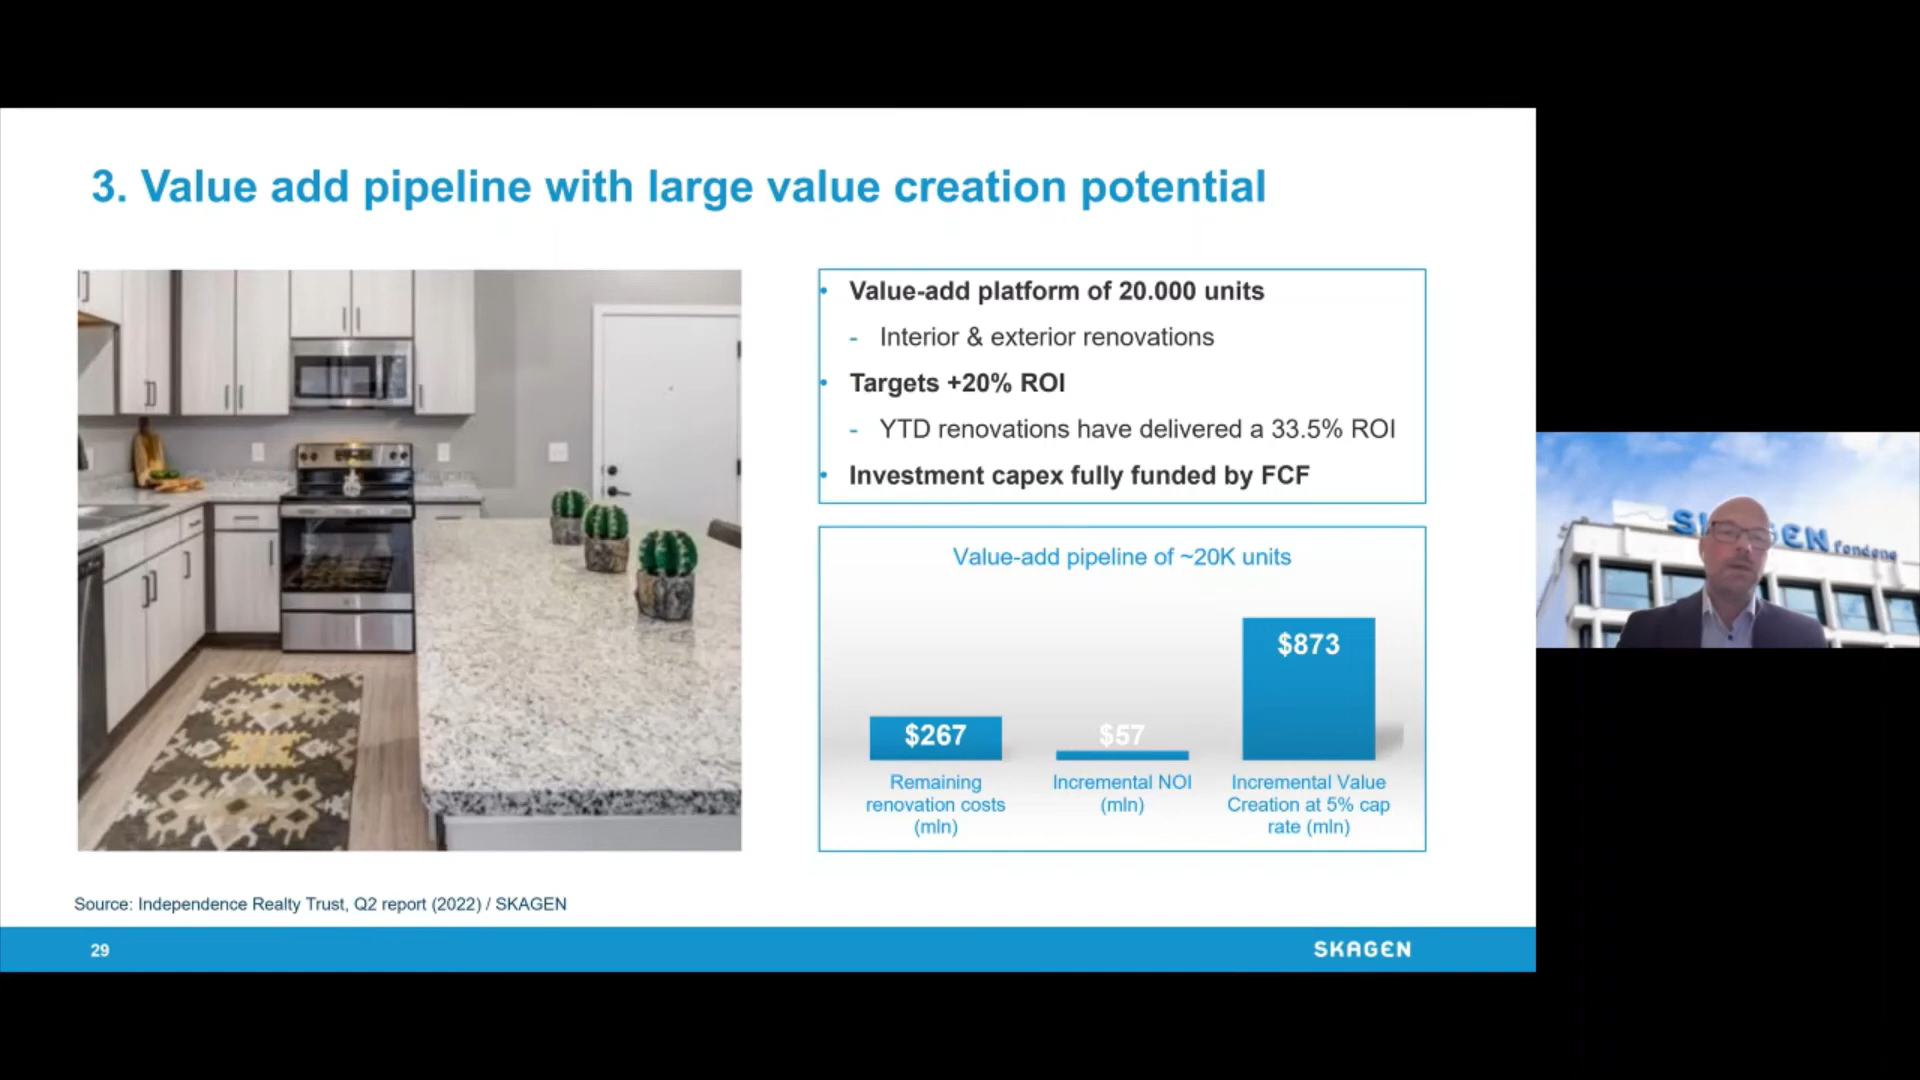 3. Value add pipeline with large value creation potential
• Value-add platform of 20.000 units
- Interior & exterior renovations
• Targets +20% ROI
- YTD renovations have delivered a 33.5% ROI
• Investment capex fully funded by FCF
Value-add pipeline of ~20K units
$873
$267
$57
Remaining
renovation costs
(mln)
Incremental NOI
(mln)
Incremental Value
Creation at 5% cap
rate (mln)
Source: Independence Realty Trust, Q2 report (2022) / SKAGEN
29
SKAGEN
fondene